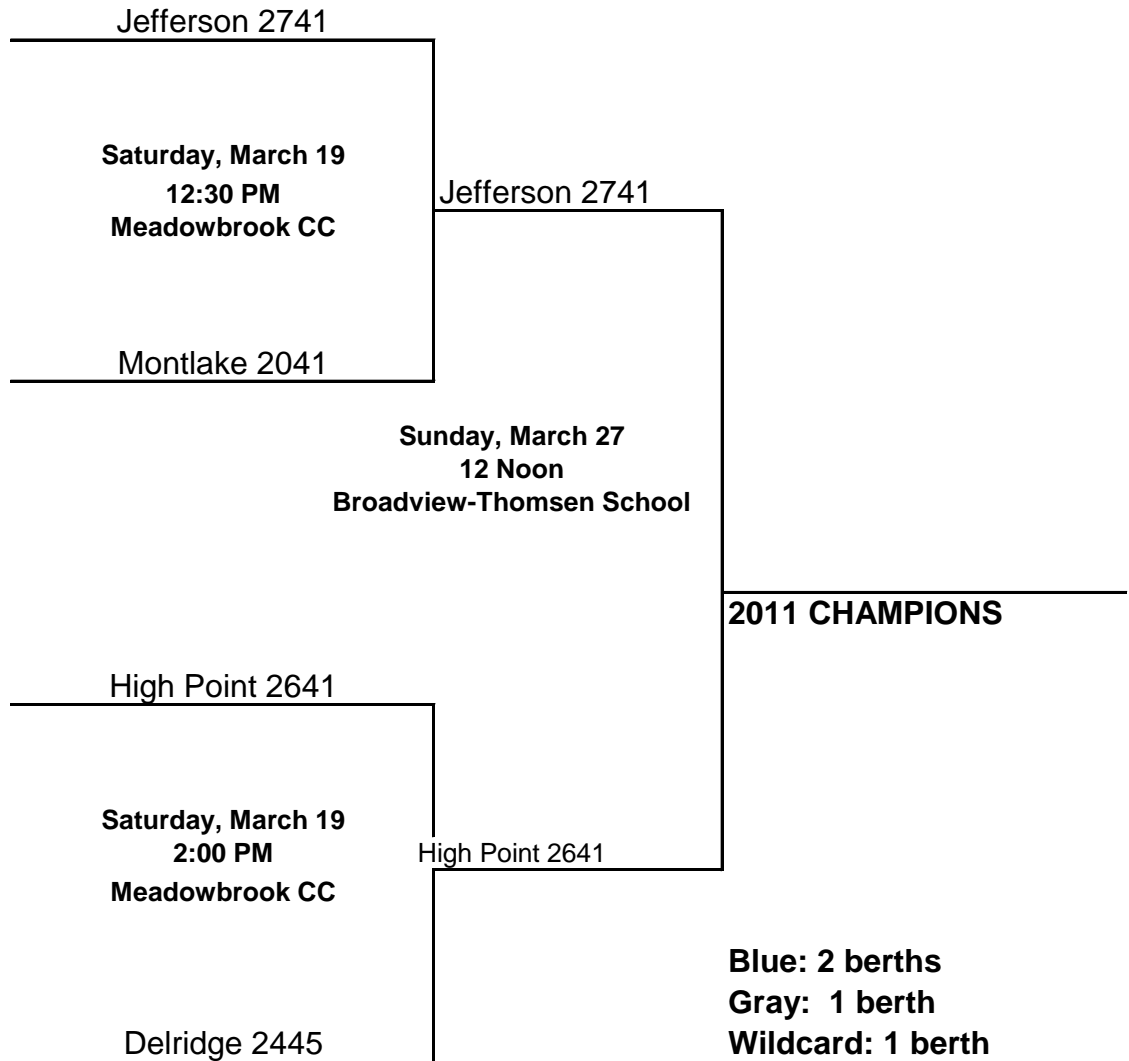 Jefferson 2741
Saturday, March 19
12:30 PM
Meadowbrook CC
Jefferson 2741
Montlake 2041
Sunday, March 27
12 Noon
Broadview-Thomsen School
2011 CHAMPIONS
High Point 2641
Saturday, March 19
2:00 PM
Meadowbrook CC
High Point 2641
Delridge 2445
Blue: 2 berths
Gray:  1 berth
Wildcard: 1 berth